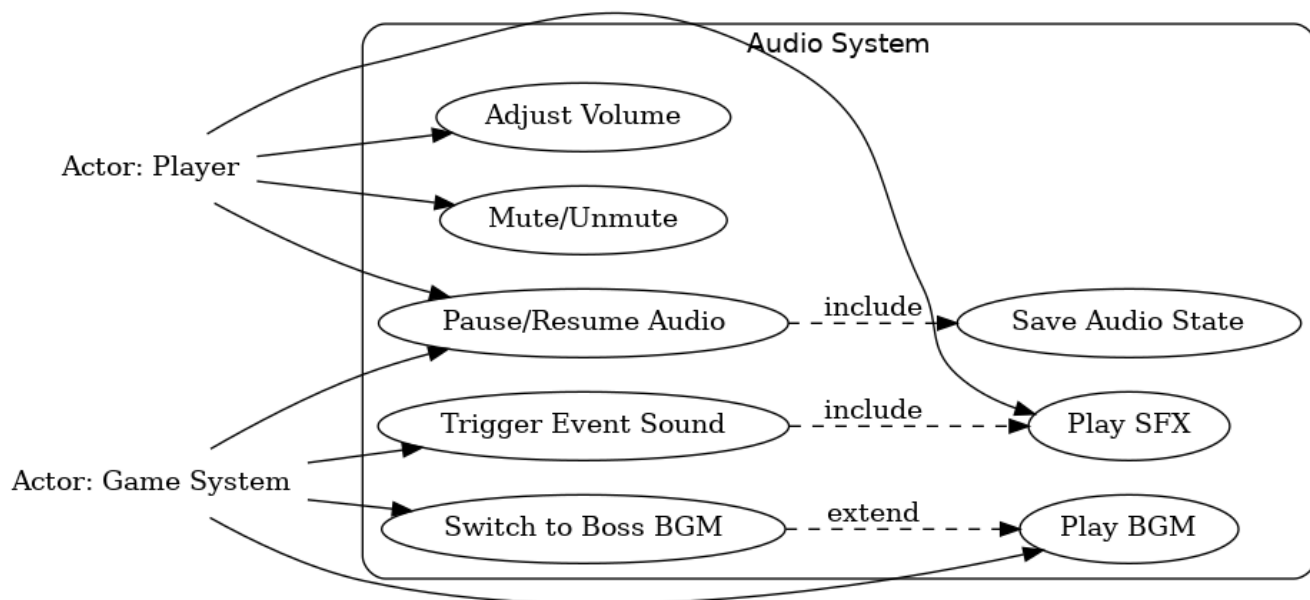 Audio System
Adjust Volume
Actor: Player
Mute/Unmute
Pause/Resume Audio
include
Save Audio State
Trigger Event Sound
include
Play SFX
Actor: Game System
Switch to Boss BGM
extend
Play BGM